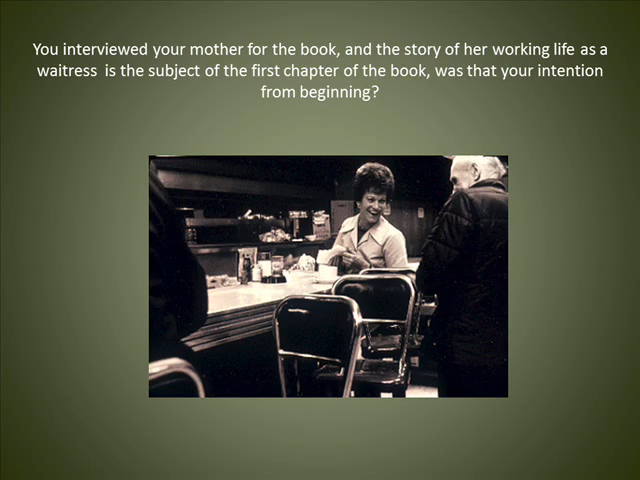 You interviewed your mother for the book, and the story of her working life as a
waitress  is the subject of the first chapter of the book, was that your intention
from beginning?